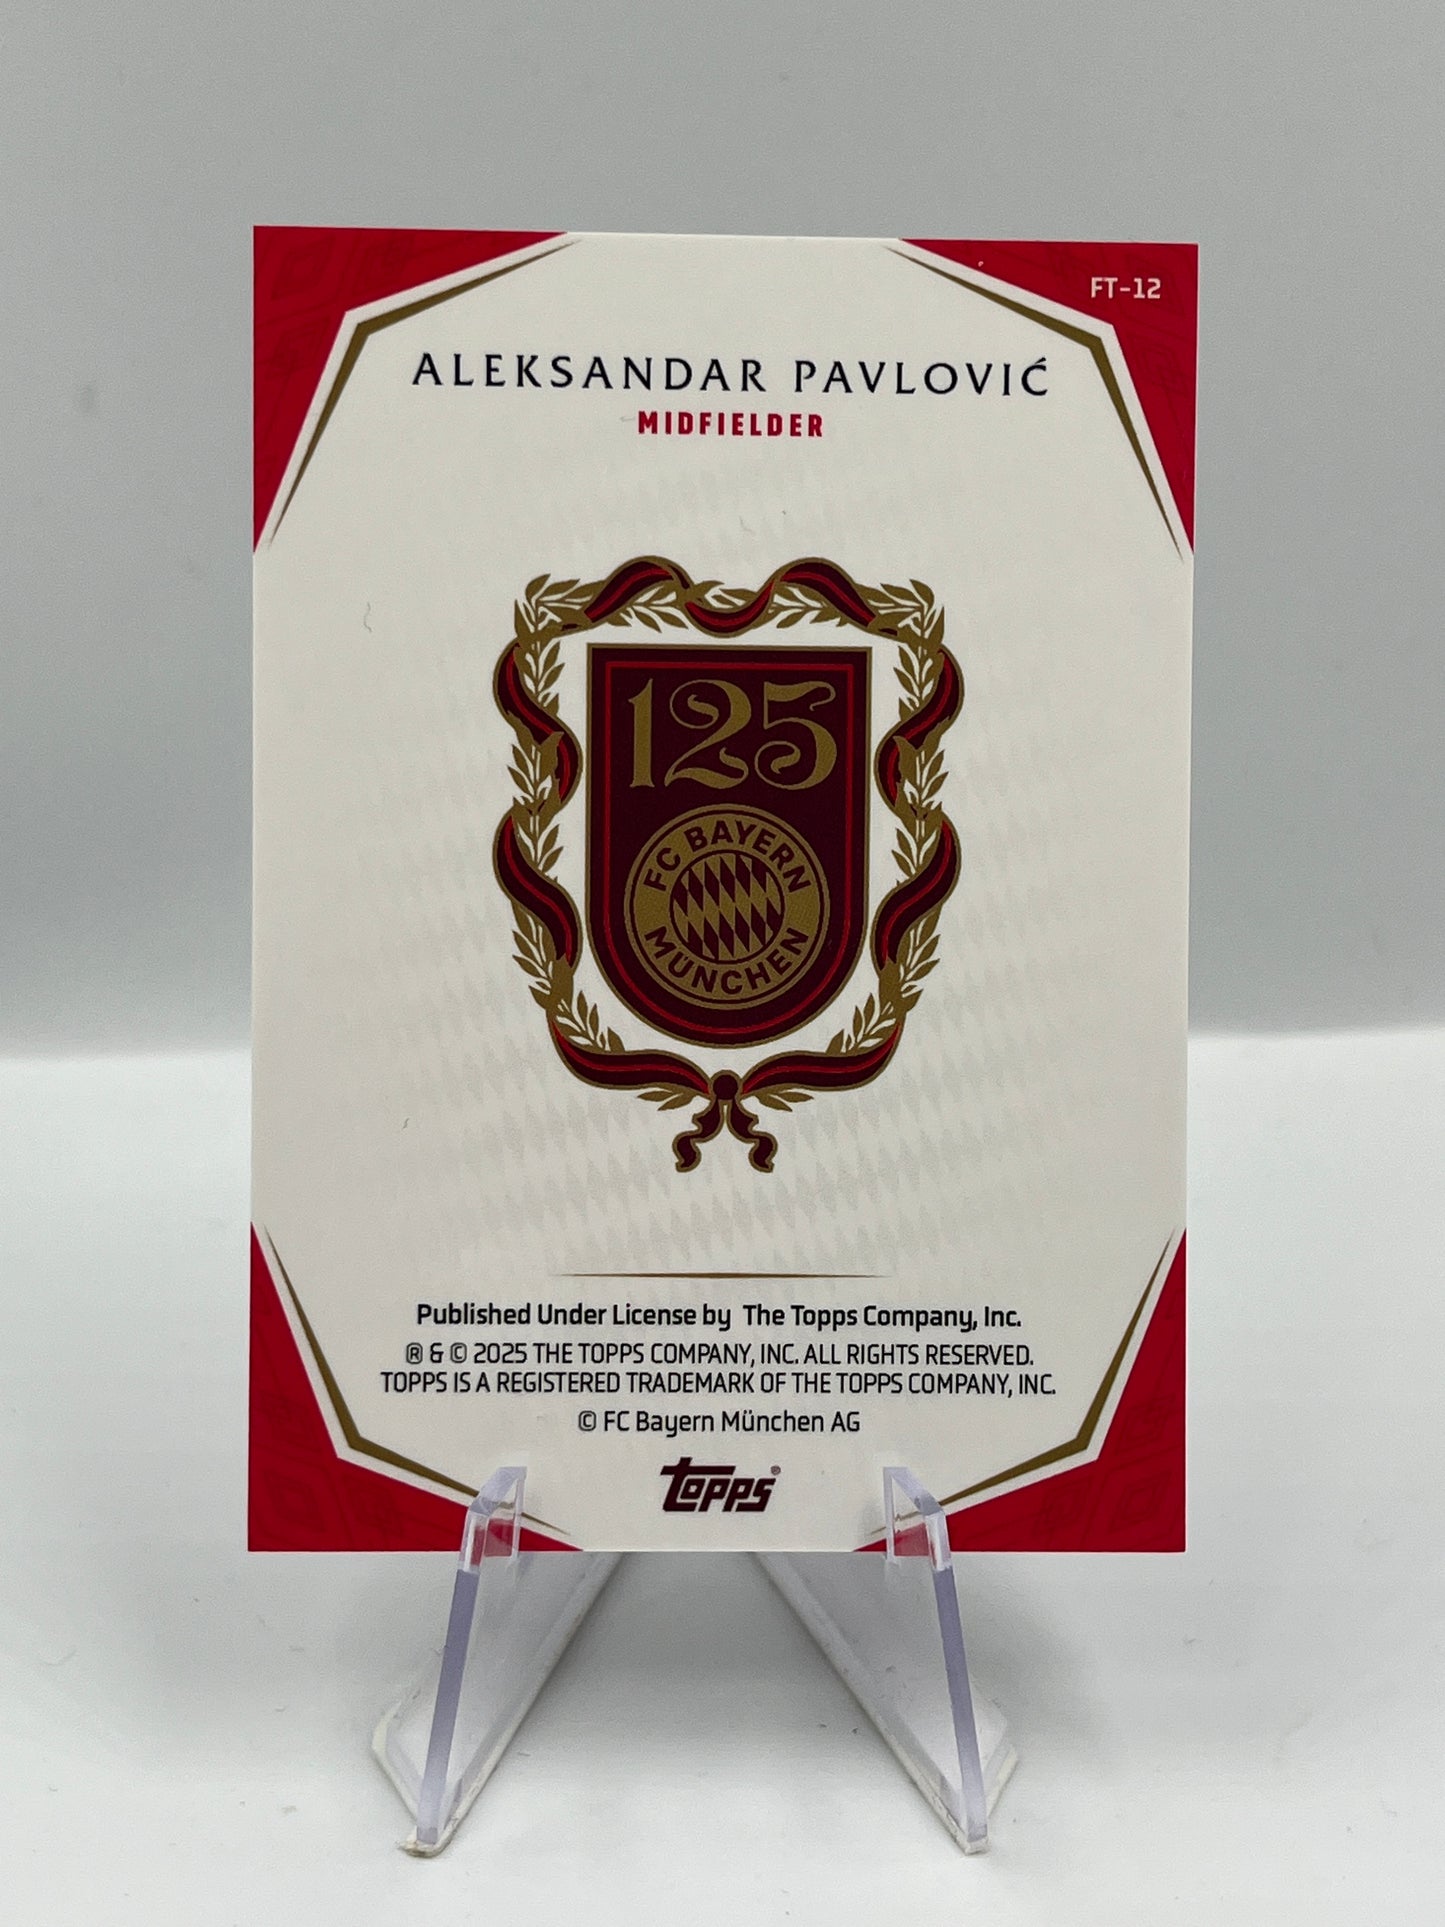 FT-12
ALEKSANDAR PAVLOVIĆ
MIDFIELDER
125
FC BAYERN
MÜNCHEN
Published Under License by The Topps Company, Inc.
® & © 2025 THE TOPPS COMPANY, INC. ALL RIGHTS RESERVED.
TOPPS IS A REGISTERED TRADEMARK OF THE TOPPS COMPANY, INC.
© FC Bayern München AG
topps®